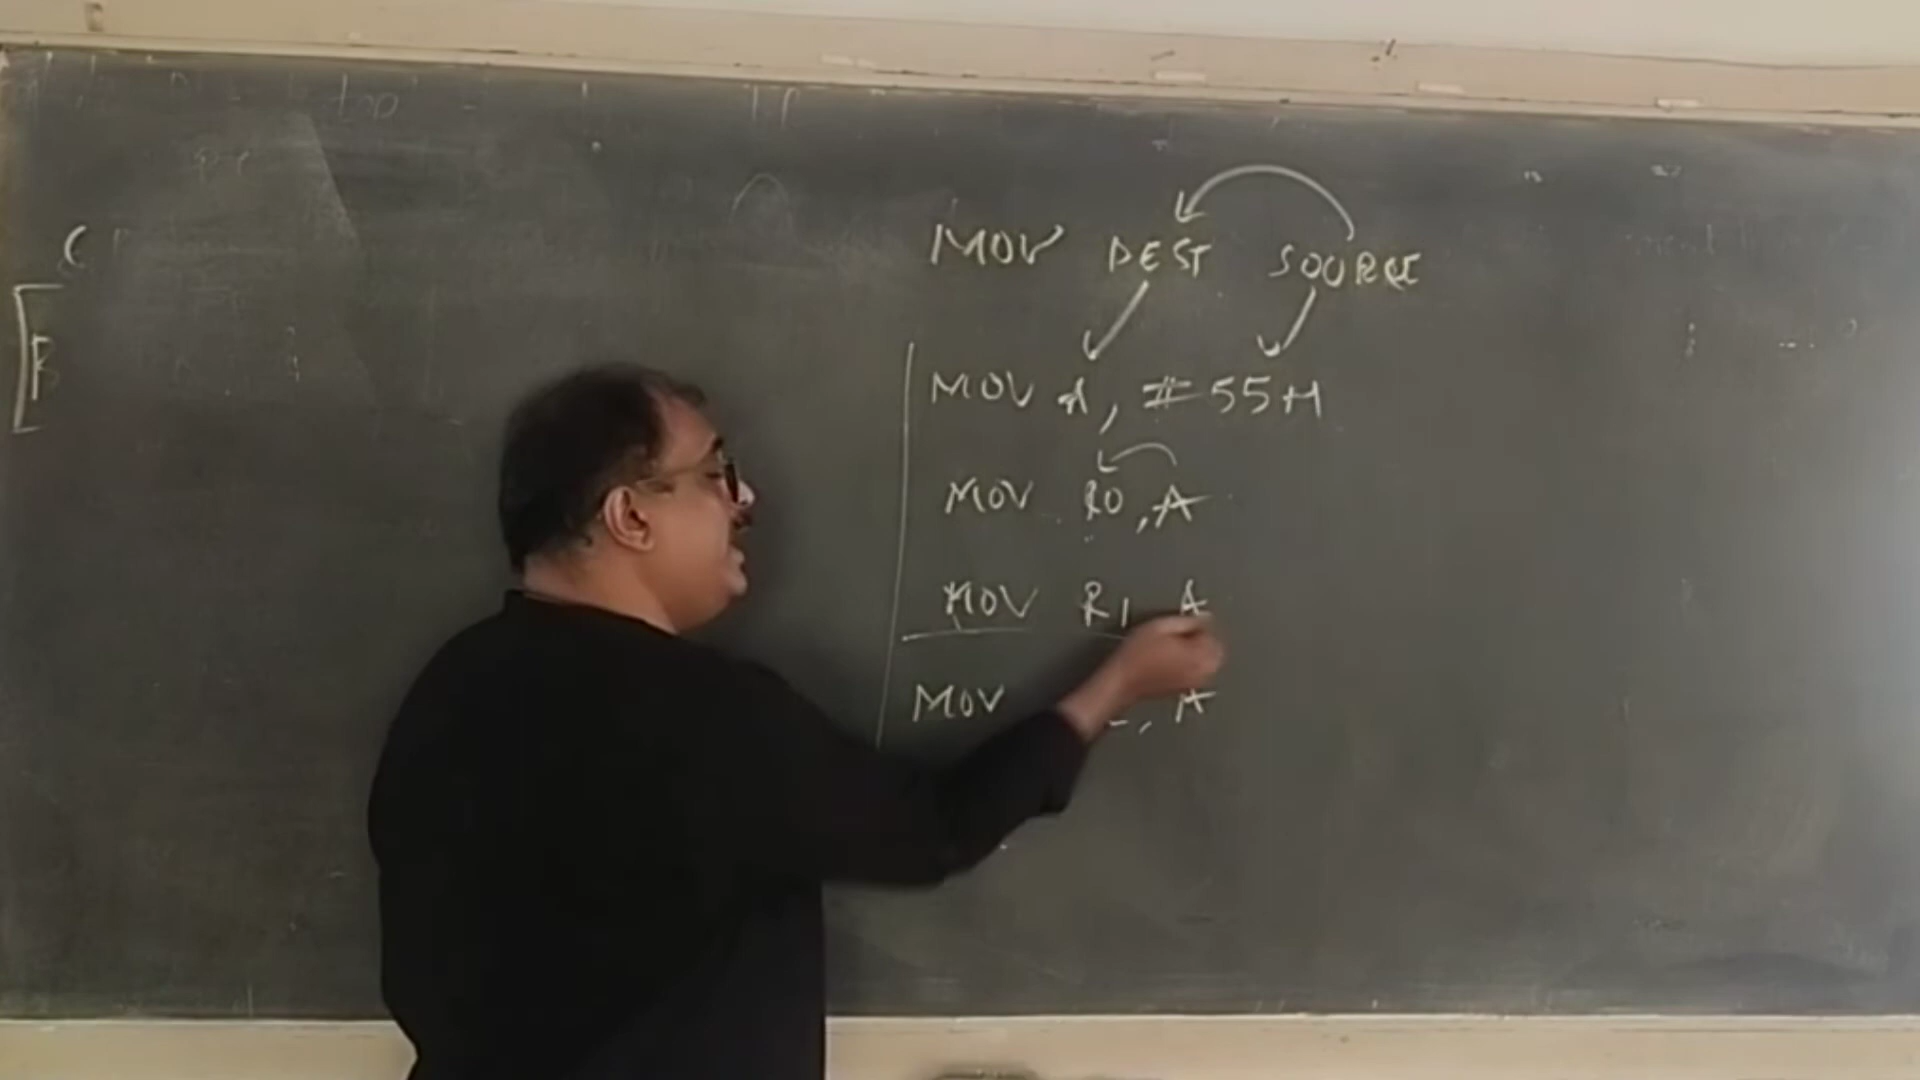 MOV DEST SOURCE
MOV A, #55H
MOV R0, A
MOV R1 A
MOV , A
C